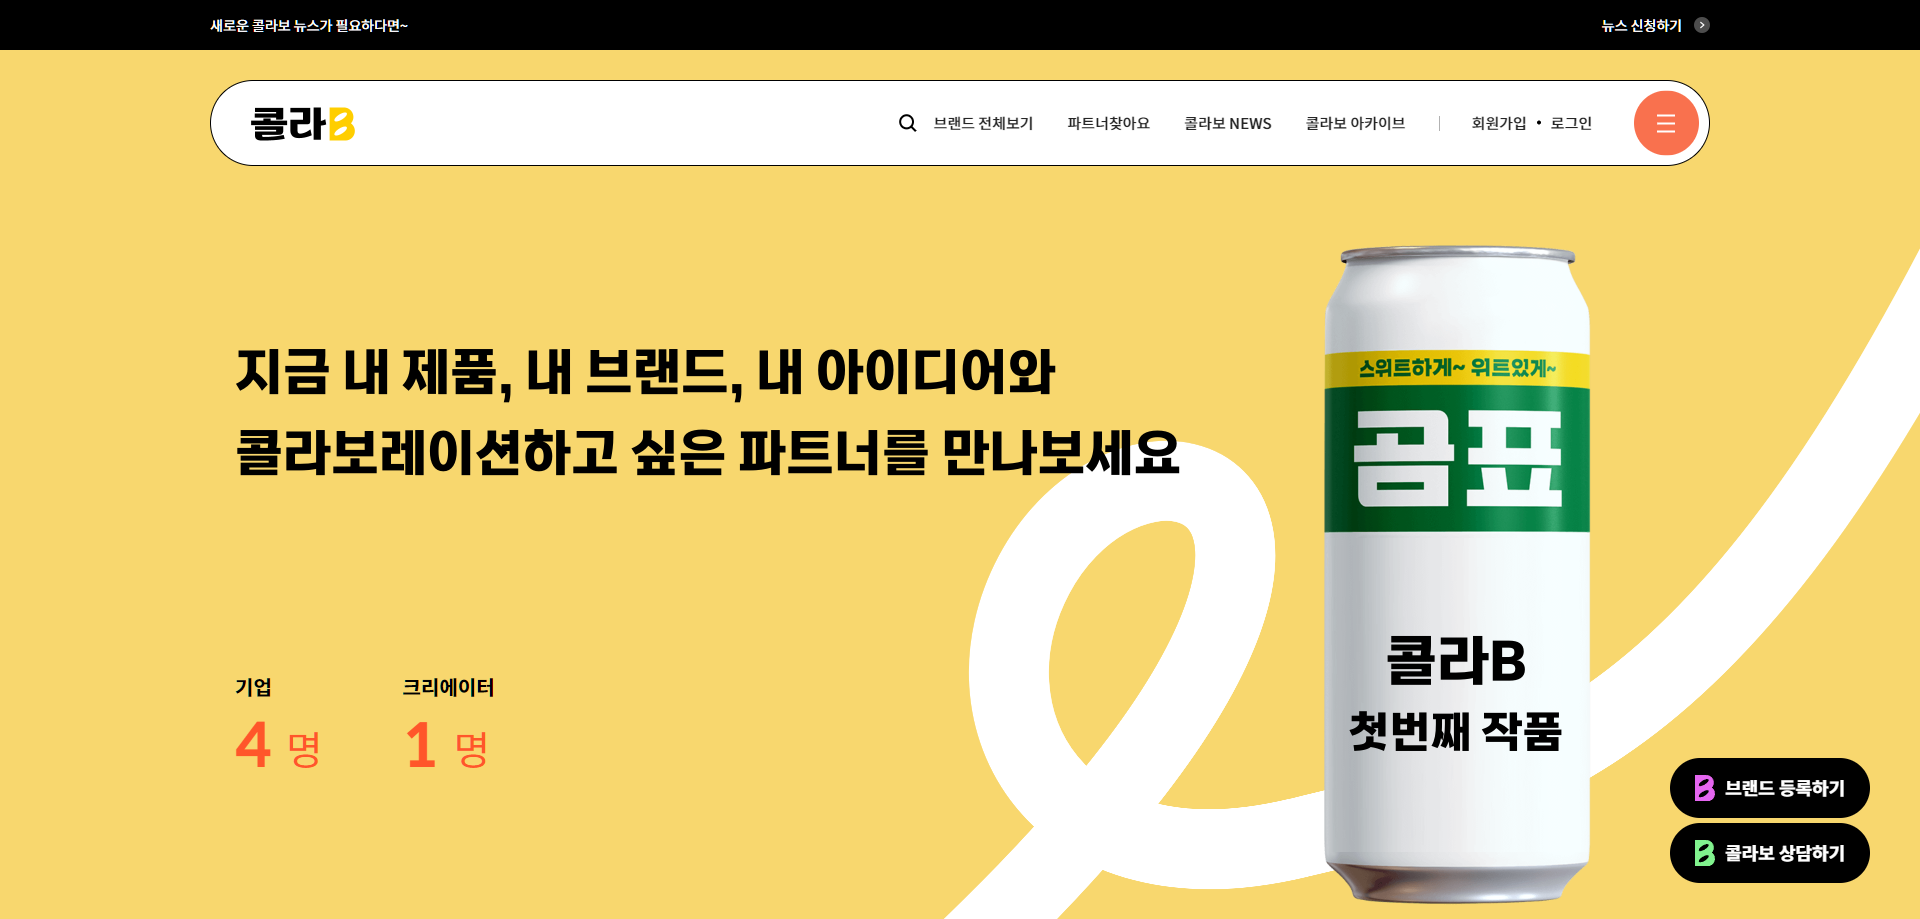 새로운 콜라보 뉴스가 필요하다면~
뉴스 신청하기
콜라B
브랜드 전체보기
파트너찾아요
콜라보 NEWS
콜라보 아카이브
회원가입 • 로그인
지금 내 제품, 내 브랜드, 내 아이디어와
콜라보레이션하고 싶은 파트너를 만나보세요
스위트하게~ 위트있게~
곰표
콜라B
첫번째 작품
기업
4 명
크리에이터
1 명
B 브랜드 등록하기
B 콜라보 상담하기